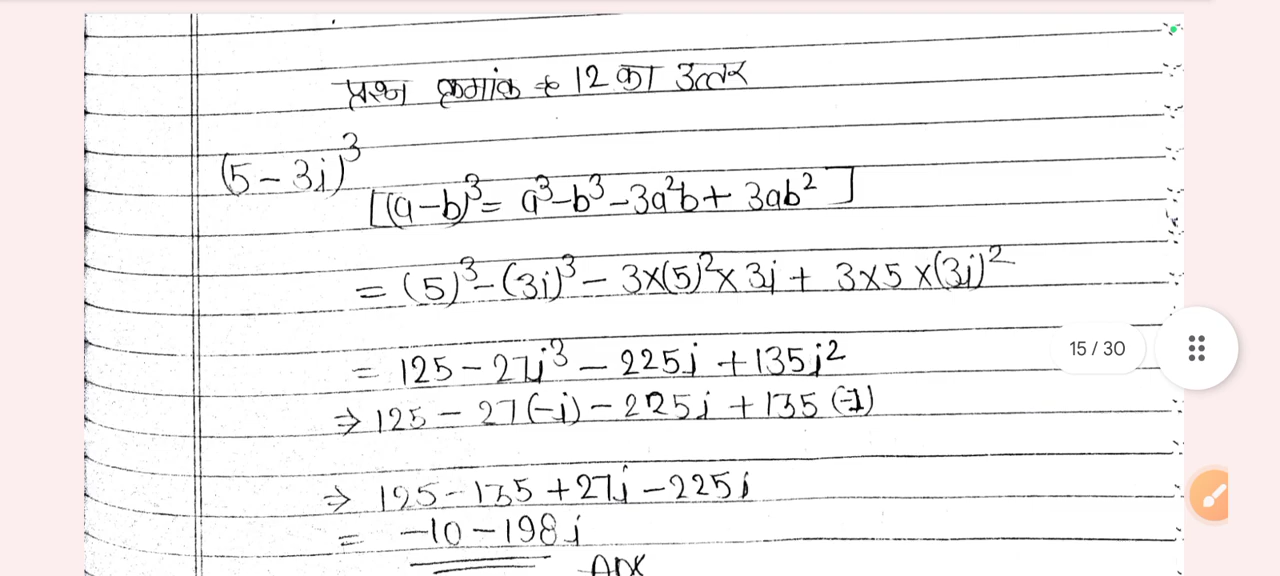 प्रश्न क्रमांक * 12 का उत्तर
(5 - 3i)³
[(a-b)³ = a³-b³-3a²b+3ab²]
= (5)³-(3i)³ - 3×(5)²×3i + 3×5×(3i)²
= 125 - 27i³ - 225i + 135i²
⇒ 125 - 27(-i) - 225i + 135(-1)
15 / 30
⇒ 125 - 135 + 27i - 225i
= -10 - 198i
Ans